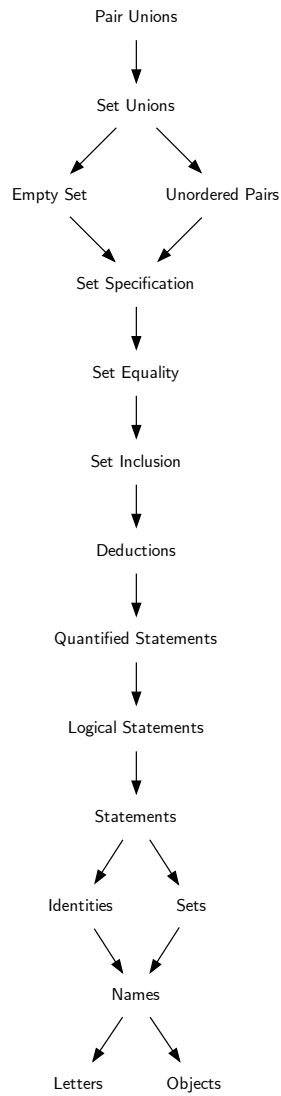 Pair Unions
Set Unions
Empty Set
Unordered Pairs
Set Specification
Set Equality
Set Inclusion
Deductions
Quantified Statements
Logical Statements
Statements
Identities
Sets
Names
Letters
Objects